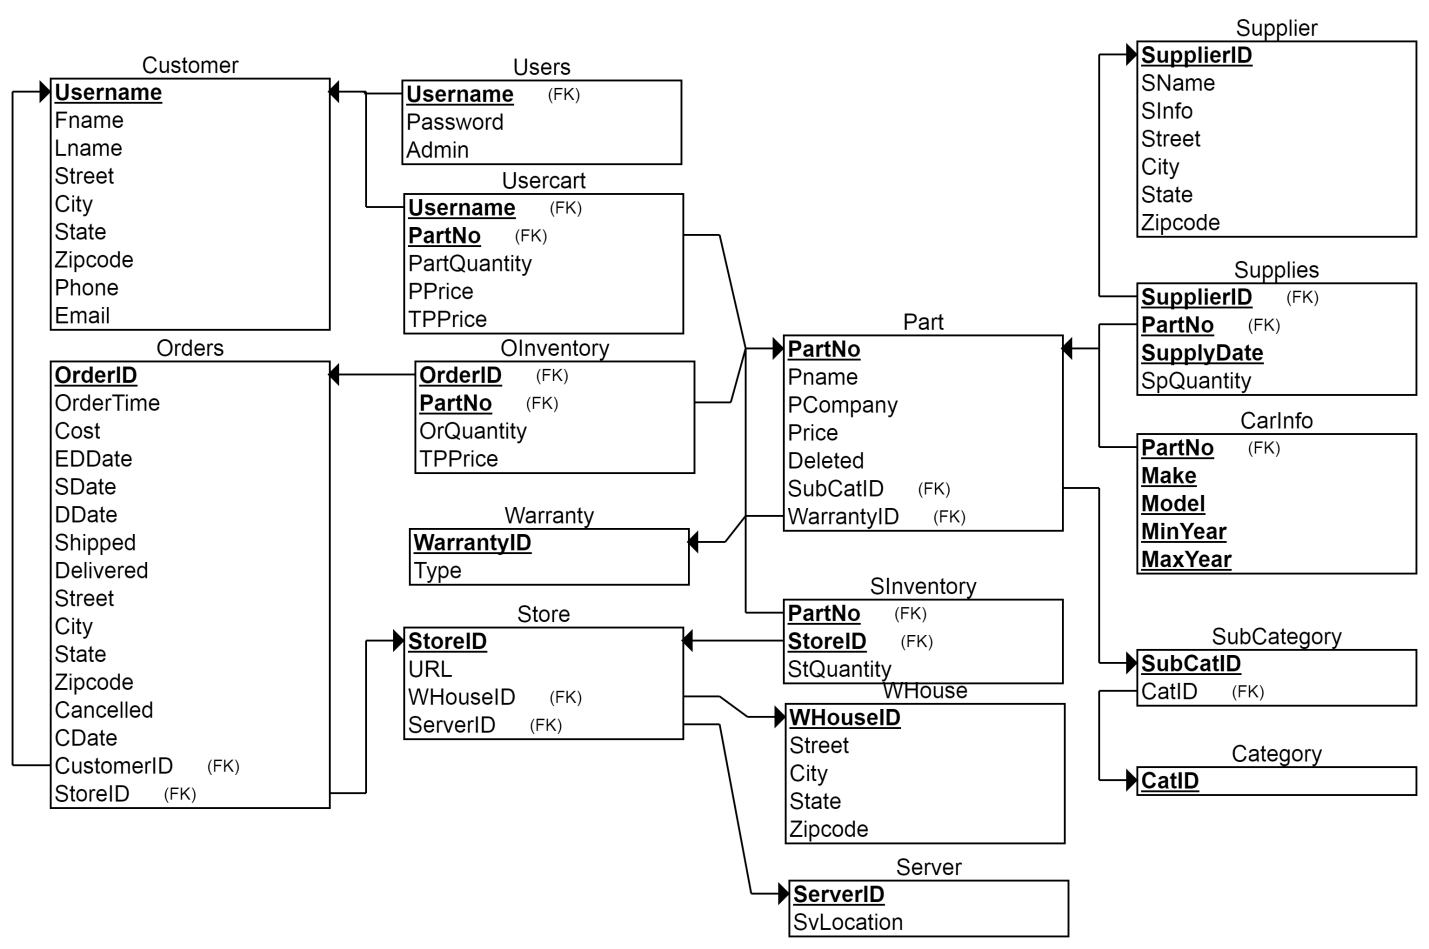 Customer
Username
Fname
Lname
Street
City
State
Zipcode
Phone
Email
Users
Username (FK)
Password
Admin
Usercart
Username (FK)
PartNo (FK)
PartQuantity
PPrice
TPPrice
Orders
OrderID
OrderTime
Cost
EDDate
SDate
DDate
Shipped
Delivered
Street
City
State
Zipcode
Cancelled
CDate
CustomerID (FK)
StoreID (FK)
OInventory
OrderID (FK)
PartNo (FK)
OrQuantity
TPPrice
Warranty
WarrantyID
Type
Store
StoreID
URL
WHouseID (FK)
ServerID (FK)
Part
PartNo
Pname
PCompany
Price
Deleted
SubCatID (FK)
WarrantyID (FK)
SInventory
PartNo (FK)
StoreID (FK)
StQuantity
WHouse
WHouseID
Street
City
State
Zipcode
Server
ServerID
SvLocation
Supplier
SupplierID
SName
SInfo
Street
City
State
Zipcode
Supplies
SupplierID (FK)
PartNo (FK)
SupplyDate
SpQuantity
CarInfo
PartNo (FK)
Make
Model
MinYear
MaxYear
SubCategory
SubCatID
CatID (FK)
Category
CatID